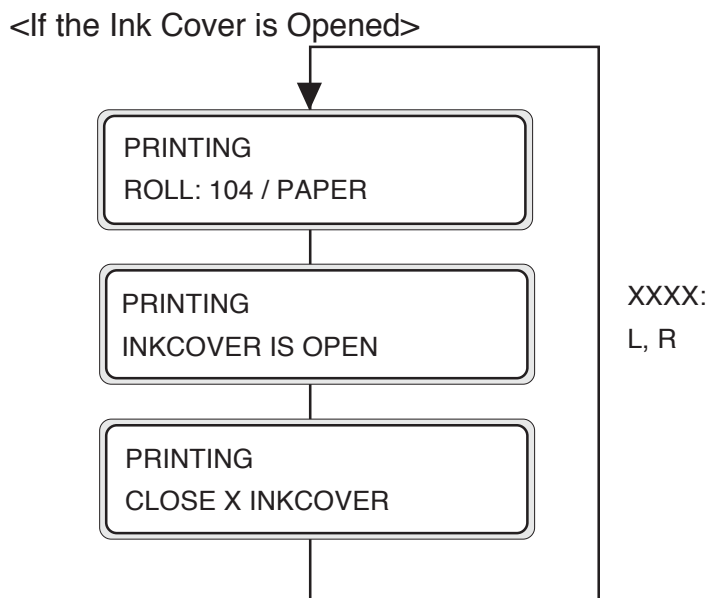 <If the Ink Cover is Opened>
PRINTING
ROLL: 104 / PAPER
PRINTING
INKCOVER IS OPEN
XXXX:
L, R
PRINTING
CLOSE X INKCOVER